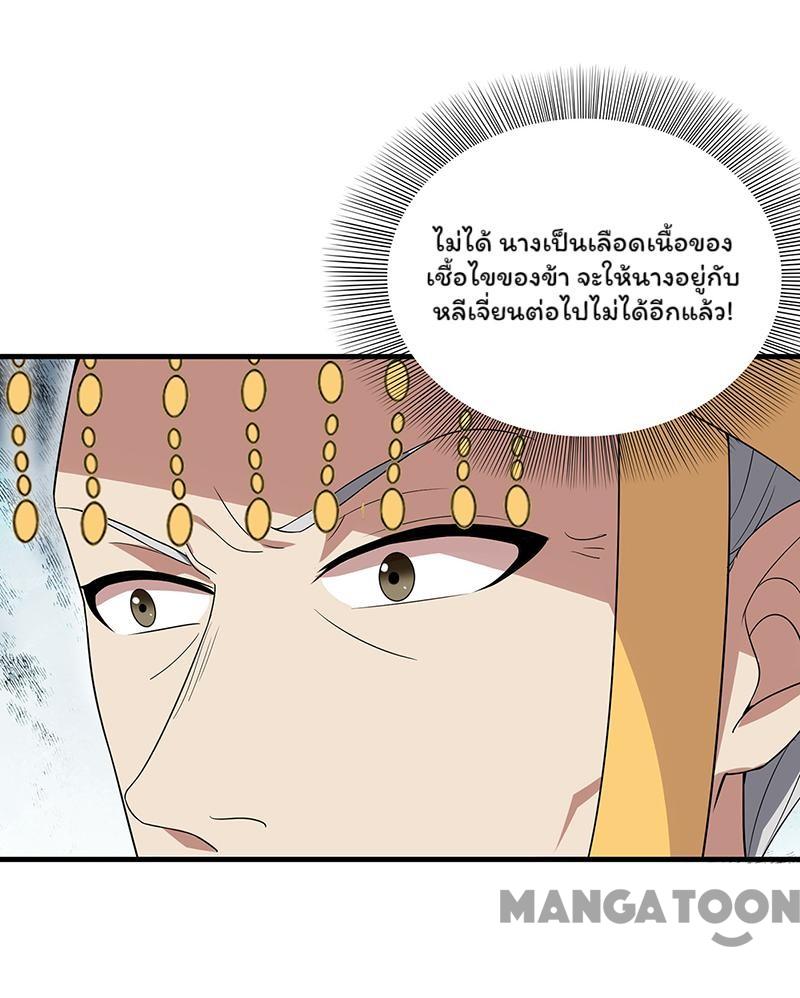 ไม่ได้ นางเป็นเลือดเนื้อของ
เชื้อไขของข้า จะให้นางอยู่กับ
หลีเจี่ยนต่อไปไม่ได้อีกแล้ว!
MANGATOON